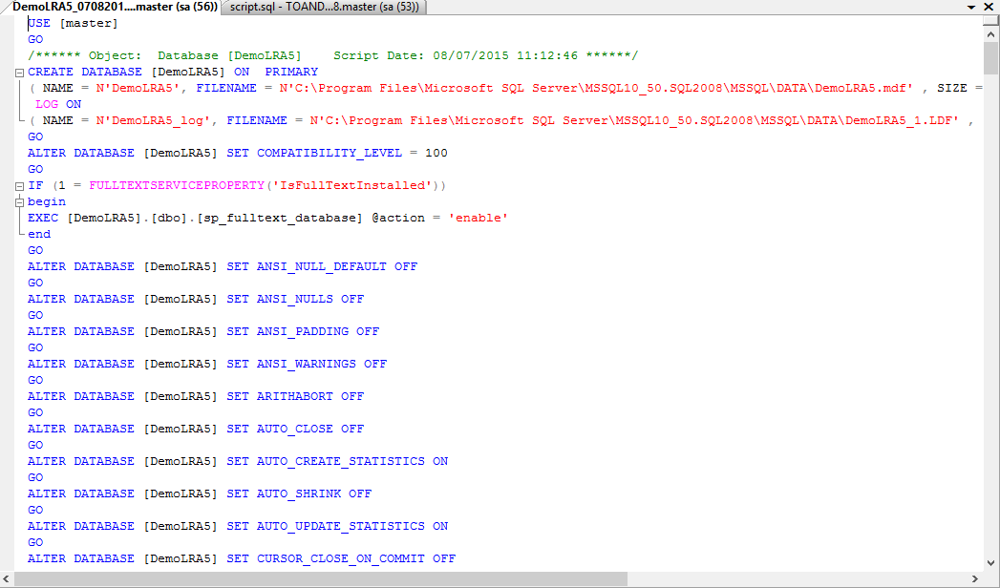 DemoLRA5_0708201....master (sa (56)) script.sql - TOAND...8.master (sa (53))
USE [master]
GO
/****** Object:  Database [DemoLRA5]    Script Date: 08/07/2015 11:12:46 ******/
CREATE DATABASE [DemoLRA5] ON  PRIMARY
( NAME = N'DemoLRA5', FILENAME = N'C:\Program Files\Microsoft SQL Server\MSSQL10_50.SQL2008\MSSQL\DATA\DemoLRA5.mdf' , SIZE =
 LOG ON
( NAME = N'DemoLRA5_log', FILENAME = N'C:\Program Files\Microsoft SQL Server\MSSQL10_50.SQL2008\MSSQL\DATA\DemoLRA5_1.LDF' ,
GO
ALTER DATABASE [DemoLRA5] SET COMPATIBILITY_LEVEL = 100
GO
IF (1 = FULLTEXTSERVICEPROPERTY('IsFullTextInstalled'))
begin
EXEC [DemoLRA5].[dbo].[sp_fulltext_database] @action = 'enable'
end
GO
ALTER DATABASE [DemoLRA5] SET ANSI_NULL_DEFAULT OFF
GO
ALTER DATABASE [DemoLRA5] SET ANSI_NULLS OFF
GO
ALTER DATABASE [DemoLRA5] SET ANSI_PADDING OFF
GO
ALTER DATABASE [DemoLRA5] SET ANSI_WARNINGS OFF
GO
ALTER DATABASE [DemoLRA5] SET ARITHABORT OFF
GO
ALTER DATABASE [DemoLRA5] SET AUTO_CLOSE OFF
GO
ALTER DATABASE [DemoLRA5] SET AUTO_CREATE_STATISTICS ON
GO
ALTER DATABASE [DemoLRA5] SET AUTO_SHRINK OFF
GO
ALTER DATABASE [DemoLRA5] SET AUTO_UPDATE_STATISTICS ON
GO
ALTER DATABASE [DemoLRA5] SET CURSOR_CLOSE_ON_COMMIT OFF